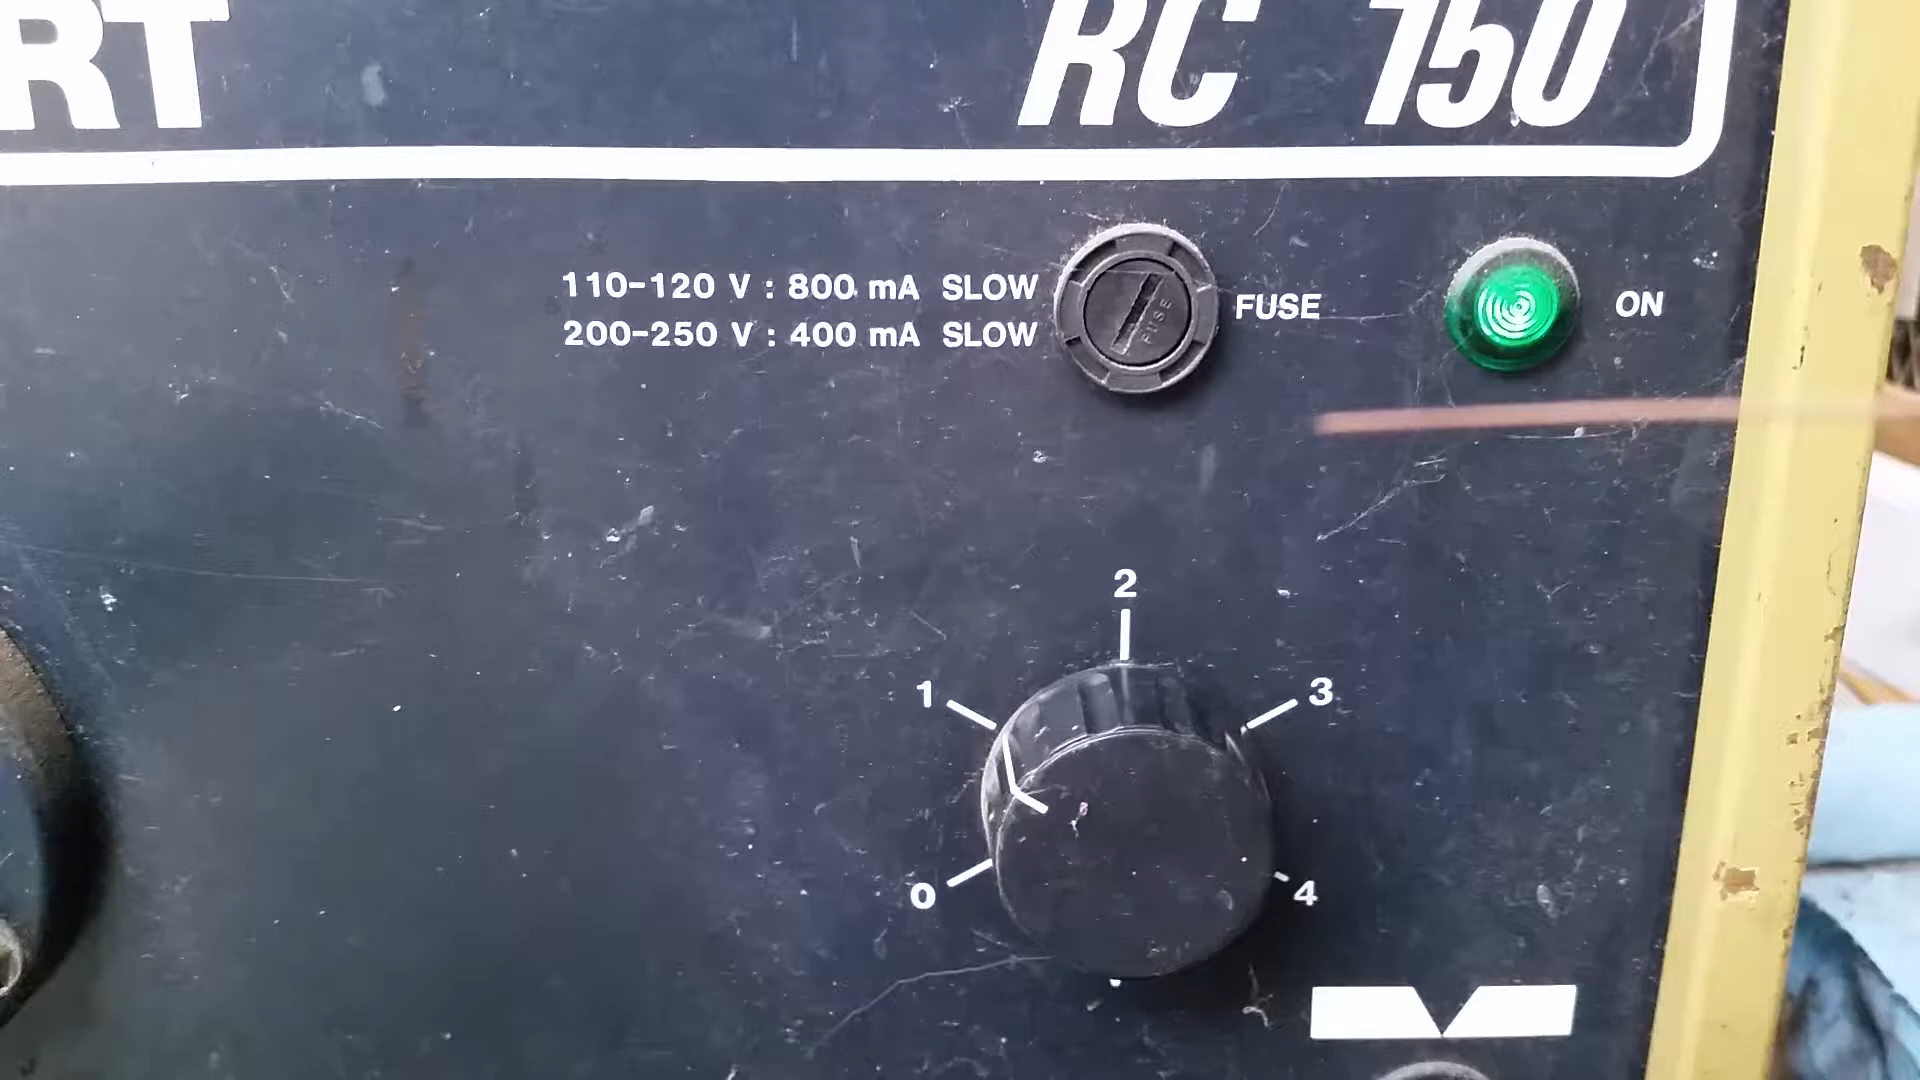 RT
RC 150
110-120 V : 800 mA SLOW
200-250 V : 400 mA SLOW
FUSE
FUSE
ON
2
1
3
0
4